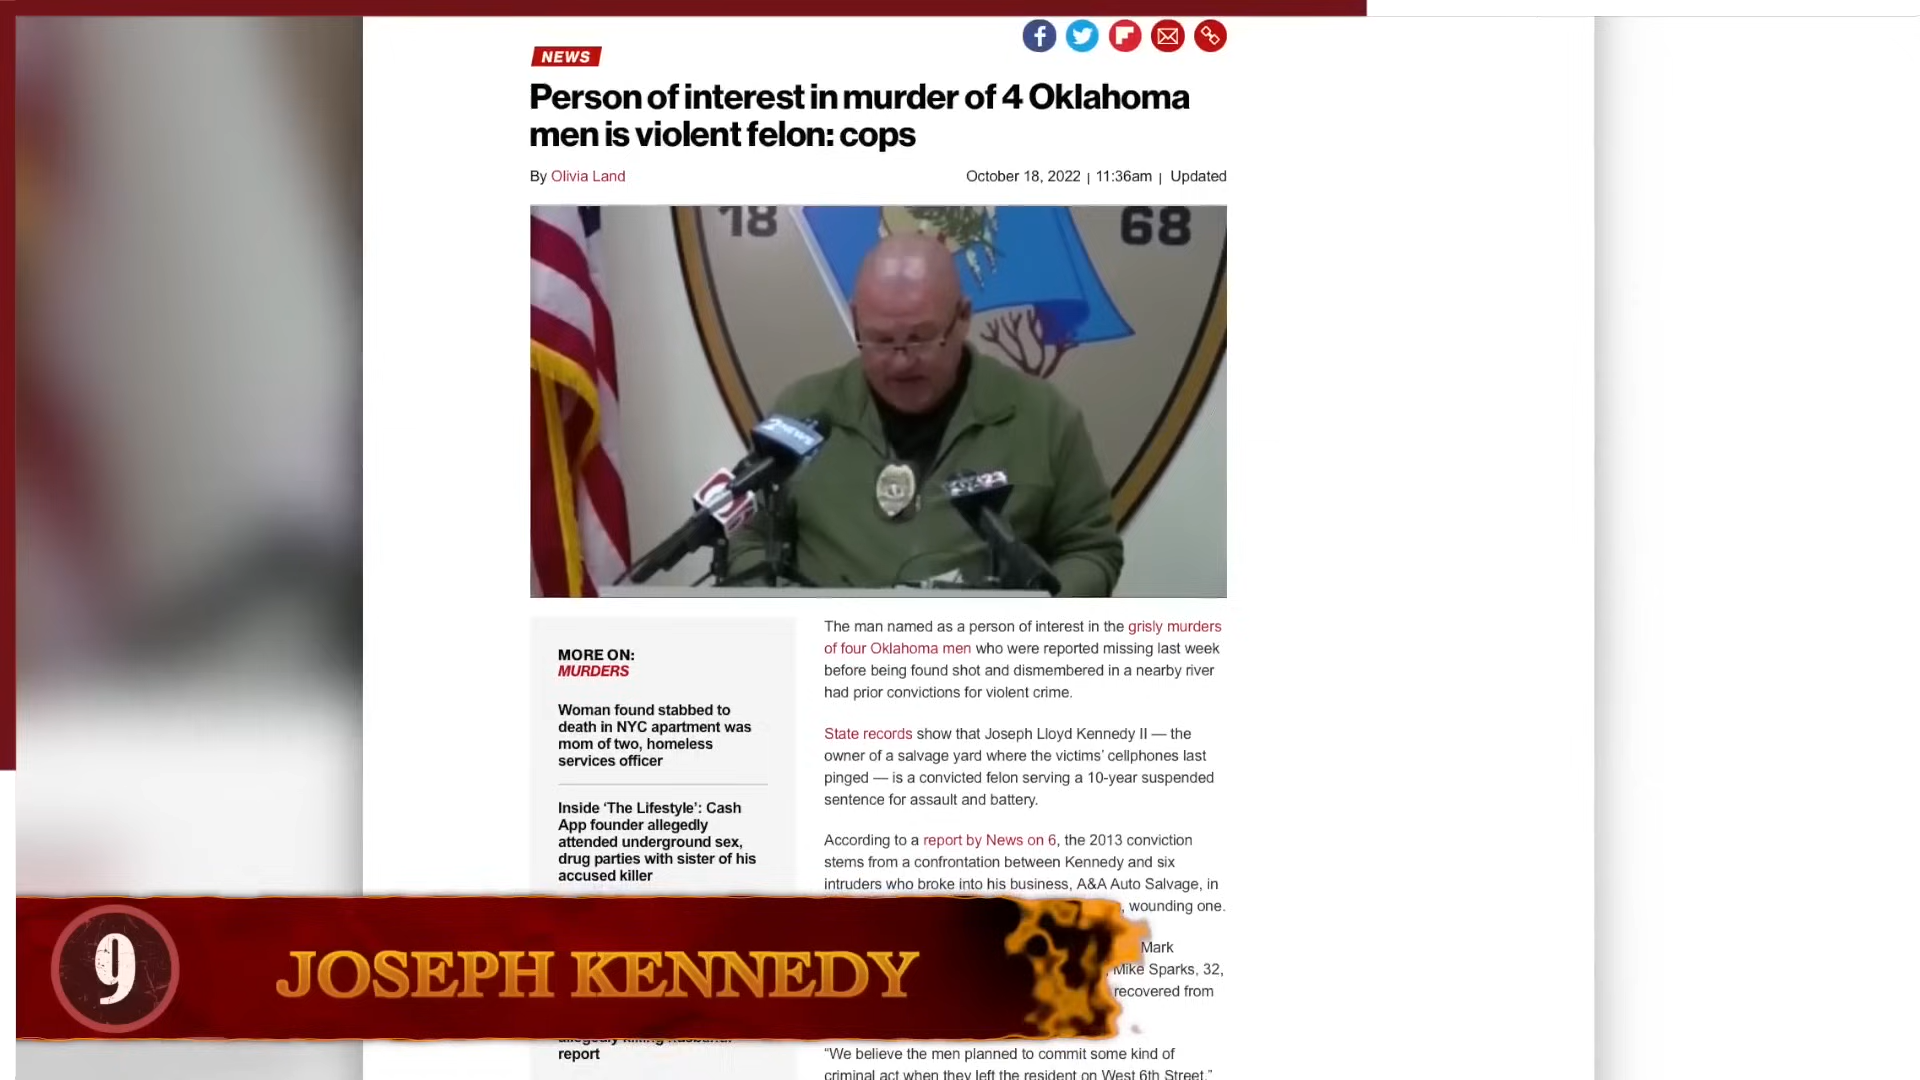 NEWS
Person of interest in murder of 4 Oklahoma
men is violent felon: cops
By Olivia Land
October 18, 2022 | 11:36am | Updated
18
68
2 NEWS
MORE ON:
MURDERS
Woman found stabbed to
death in NYC apartment was
mom of two, homeless
services officer
Inside ‘The Lifestyle’: Cash
App founder allegedly
attended underground sex,
drug parties with sister of his
accused killer
report
The man named as a person of interest in the grisly murders
of four Oklahoma men who were reported missing last week
before being found shot and dismembered in a nearby river
had prior convictions for violent crime.
State records show that Joseph Lloyd Kennedy II — the
owner of a salvage yard where the victims’ cellphones last
pinged — is a convicted felon serving a 10-year suspended
sentence for assault and battery.
According to a report by News on 6, the 2013 conviction
stems from a confrontation between Kennedy and six
intruders who broke into his business, A&A Auto Salvage, in
, wounding one.
Mark
, Mike Sparks, 32,
recovered from
“We believe the men planned to commit some kind of
criminal act when they left the resident on West 6th Street,”
9
JOSEPH KENNEDY